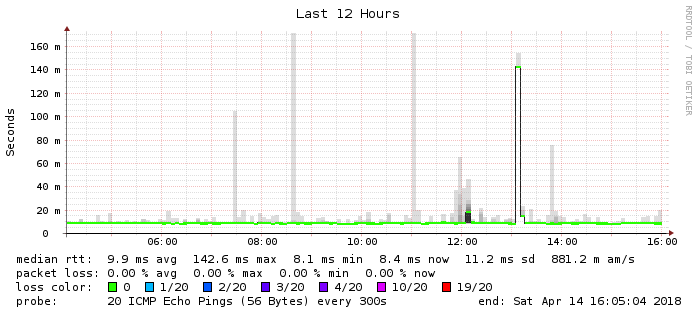 Last 12 Hours
RRDTOOL / TOBI OETIKER
Seconds
160 m
140 m
120 m
100 m
80 m
60 m
40 m
20 m
0
06:00 08:00 10:00 12:00 14:00 16:00
median rtt: 9.9 ms avg 142.6 ms max 8.1 ms min 8.4 ms now 11.2 ms sd 881.2 m am/s
packet loss: 0.00 % avg 0.00 % max 0.00 % min 0.00 % now
loss color: 0 1/20 2/20 3/20 4/20 10/20 19/20
probe: 20 ICMP Echo Pings (56 Bytes) every 300s end: Sat Apr 14 16:05:04 2018